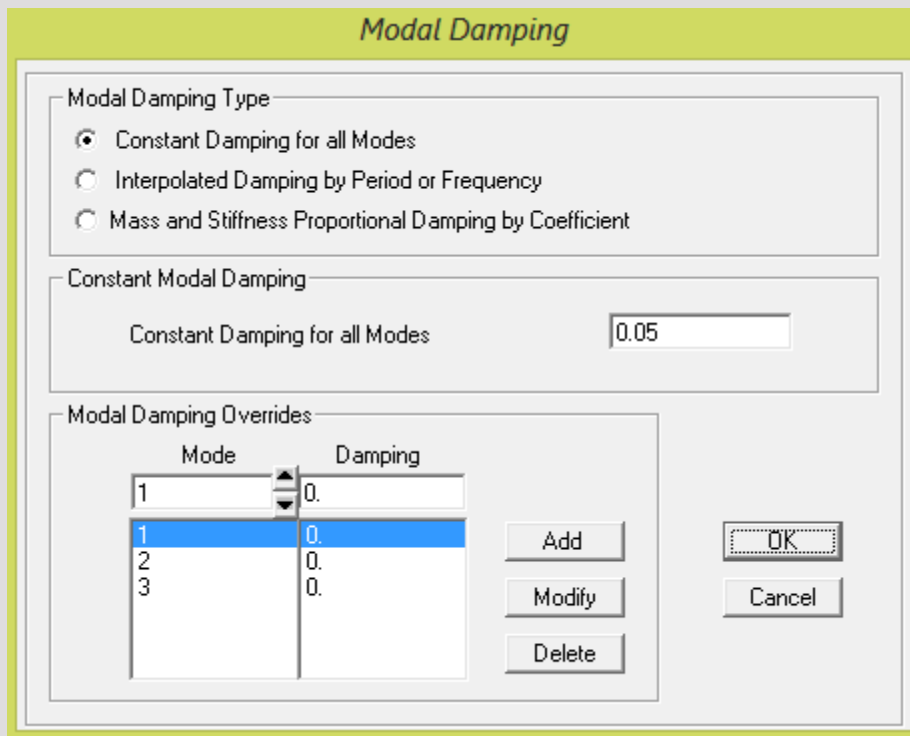 Modal Damping
Modal Damping Type
Constant Damping for all Modes
Interpolated Damping by Period or Frequency
Mass and Stiffness Proportional Damping by Coefficient
Constant Modal Damping
Constant Damping for all Modes 0.05
Modal Damping Overrides
Mode Damping
1 0.
1 0.
2 0.
3 0.
Add
Modify
Delete
OK
Cancel